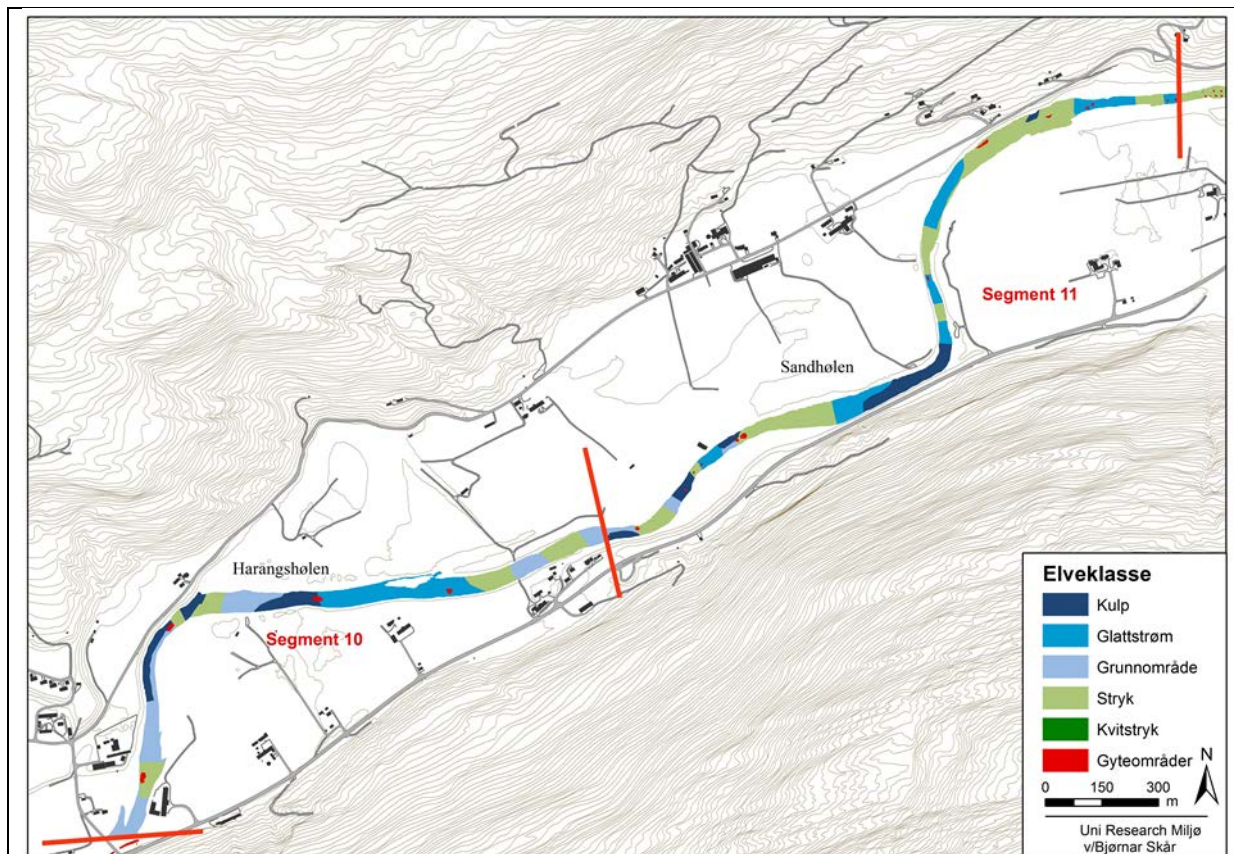 Segment 11
Sandhølen
Harangshølen
Segment 10
Elveklasse
Kulp
Glattstrøm
Grunnområde
Stryk
Kvitstryk
Gyteområder
N
0 150 300
m
Uni Research Miljø
v/Bjørnar Skår